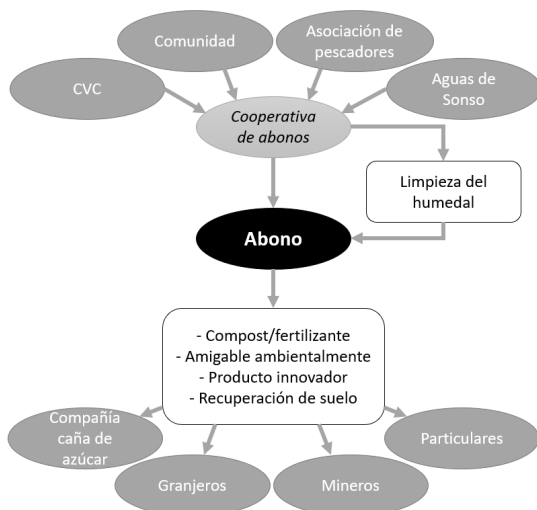 Comunidad
Asociación de
pescadores
CVC
Aguas de
Sonso
Cooperativa
de abonos
Limpieza del
humedal
Abono
- Compost/fertilizante
- Amigable ambientalmente
- Producto innovador
- Recuperación de suelo
Compañía
caña de
azúcar
Granjeros
Mineros
Particulares